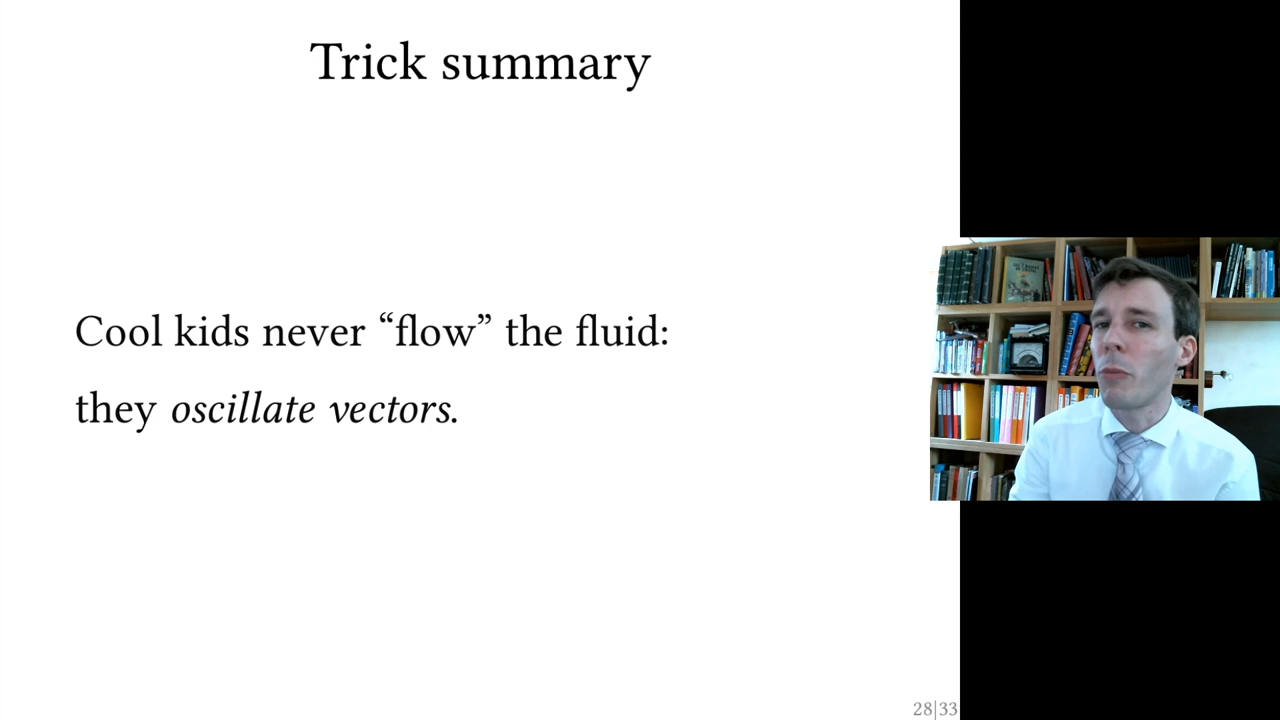 Trick summary
Cool kids never “flow” the fluid:
they oscillate vectors.
28|33